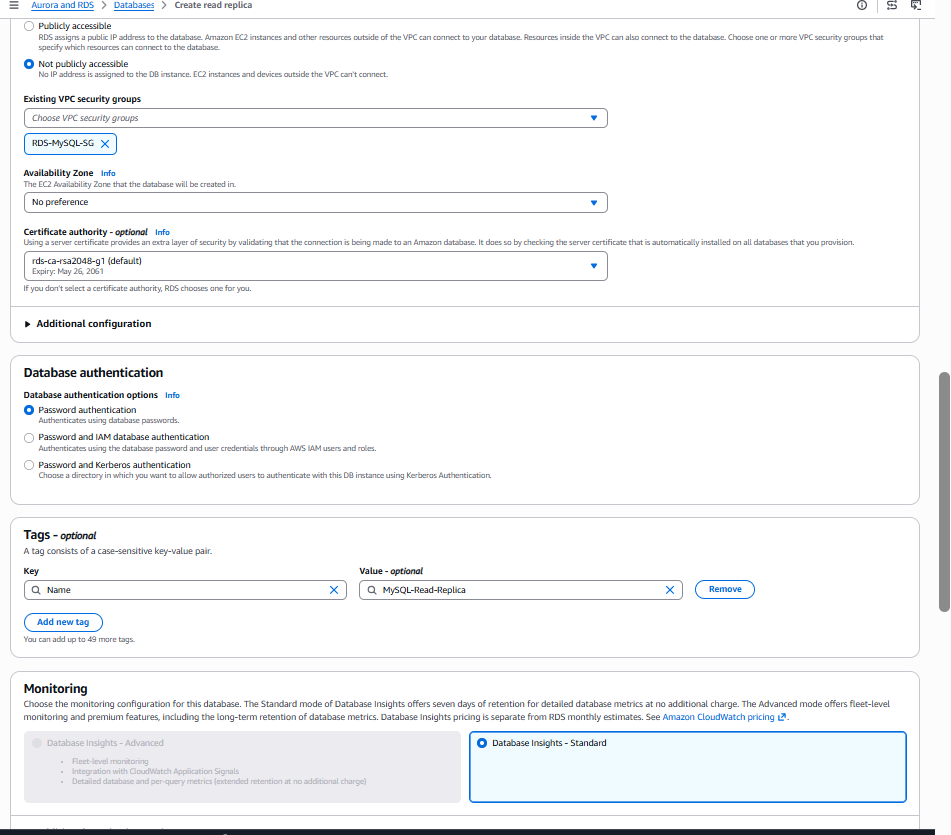 Aurora and RDS > Databases > Create read replica
Publicly accessible
RDS assigns a public IP address to the database. Amazon EC2 instances and other resources outside of the VPC can connect to your database. Resources inside the VPC can also connect to the database. Choose one or more VPC security groups that
specify which resources can connect to the database.
Not publicly accessible
No IP address is assigned to the DB instance. EC2 instances and devices outside the VPC can't connect.
Existing VPC security groups
Choose VPC security groups
RDS-MySQL-SG
Availability Zone Info
The EC2 Availability Zone that the database will be created in.
No preference
Certificate authority - optional Info
Using a server certificate provides an extra layer of security by validating that the connection is being made to an Amazon database. It does so by checking the server certificate that is automatically installed on all databases that you provision.
rds-ca-rsa2048-g1 (default)
Expiry: May 26, 2061
If you don't select a certificate authority, RDS chooses one for you.
Additional configuration
Database authentication
Database authentication options Info
Password authentication
Authenticates using database passwords.
Password and IAM database authentication
Authenticates using the database password and user credentials through AWS IAM users and roles.
Password and Kerberos authentication
Choose a directory in which you want to allow authorized users to authenticate with this DB instance using Kerberos Authentication.
Tags - optional
A tag consists of a case-sensitive key-value pair.
Key Value - optional
Name MySQL-Read-Replica Remove
Add new tag
You can add up to 49 more tags.
Monitoring
Choose the monitoring configuration for this database. The Standard mode of Database Insights offers seven days of retention for detailed database metrics at no additional charge. The Advanced mode offers fleet-level
monitoring and premium features, including the long-term retention of database metrics. Database Insights pricing is separate from RDS monthly estimates. See Amazon CloudWatch pricing.
Database Insights - Advanced
• Fleet-level monitoring
• Integration with CloudWatch Application Signals
• Detailed database and per-query metrics (extended retention at no additional charge)
Database Insights - Standard